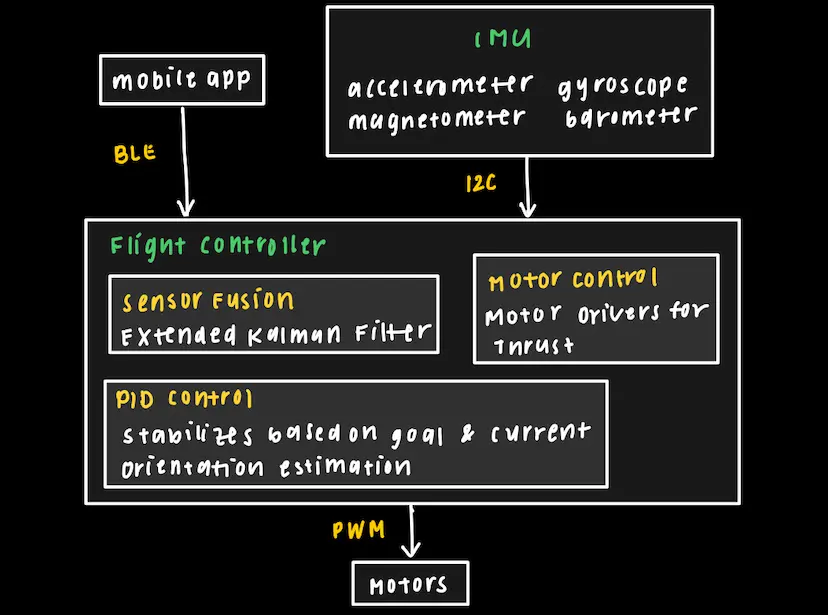 mobile app
IMU
accelerometer gyroscope
magnetometer barometer
BLE
I2C
Flight Controller
Sensor Fusion
Extended Kalman Filter
Motor Control
Motor Drivers for
Thrust
PID Control
Stabilizes based on goal & current
Orientation estimation
PWM
Motors